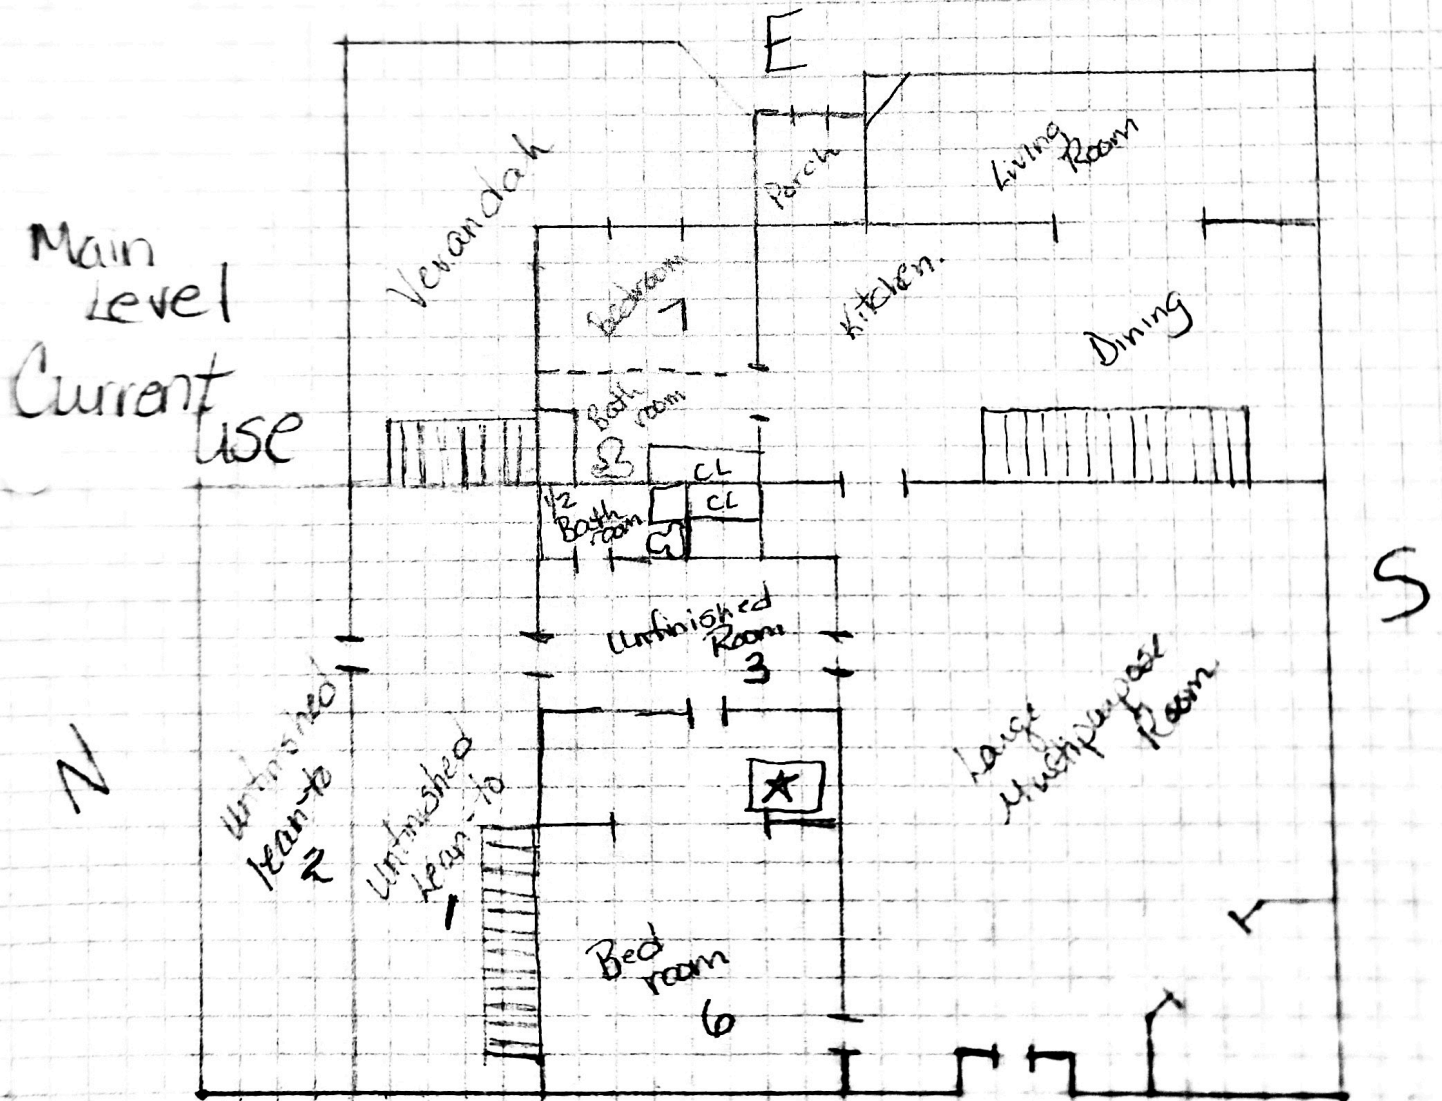 E
Main
Level
Current
use
Verandah
Porch
Living
Room
Bedroom
7
Kitchen.
Dining
Bath
room
CL
1/2
Bath
room
CL
Unfinished
Room
3
S
N
Unfinished
Lean-to
2
Unfinished
Lean-to
1
Large
Multipurpose
Room
Bed
room
6